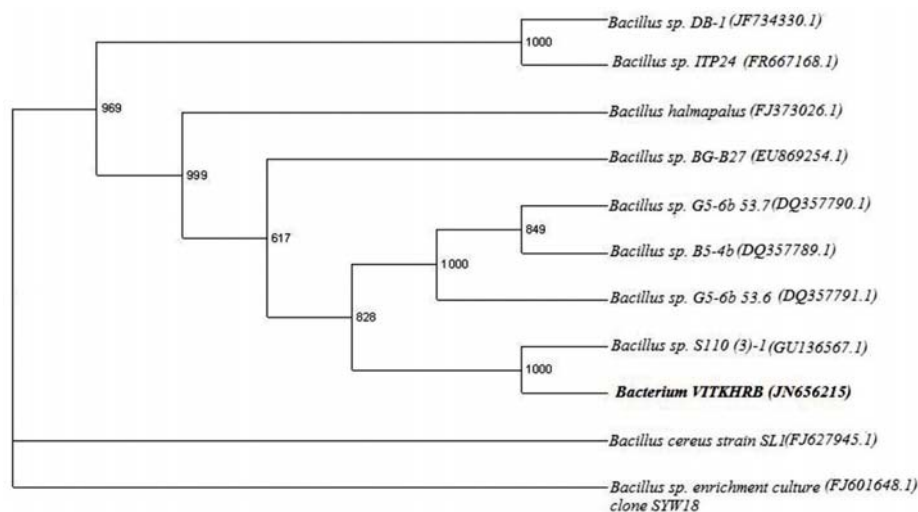 Bacillus sp. DB-1 (JF734330.1)
1000
Bacillus sp. ITP24 (FR667168.1)
969
Bacillus halmapalus (FJ373026.1)
999
Bacillus sp. BG-B27 (EU869254.1)
617
Bacillus sp. G5-6b 53.7 (DQ357790.1)
849
Bacillus sp. B5-4b (DQ357789.1)
1000
Bacillus sp. G5-6b 53.6 (DQ357791.1)
828
Bacillus sp. S110 (3)-1 (GU136567.1)
1000
Bacterium VITKHRB (JN656215)
Bacillus cereus strain SL1(FJ627945.1)
Bacillus sp. enrichment culture (FJ601648.1)
clone SYW18